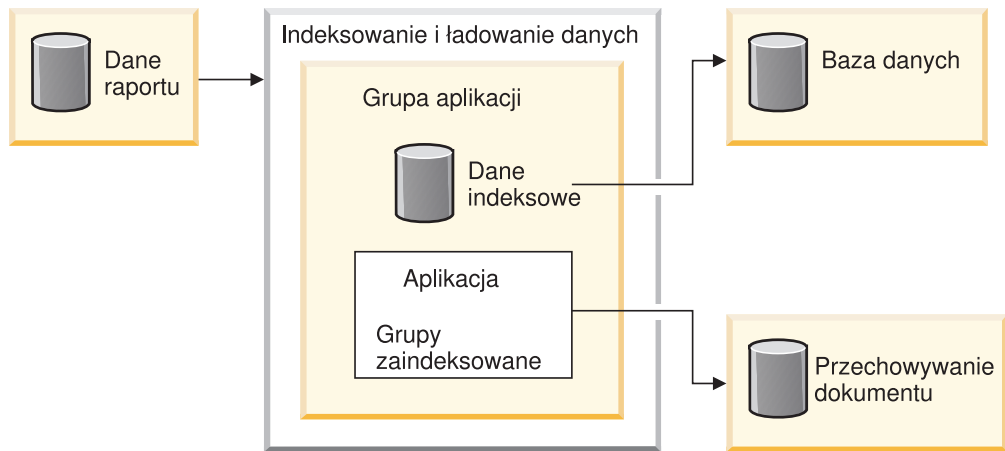 Dane
raportu
Indeksowanie i ładowanie danych
Grupa aplikacji
Dane
indeksowe
Aplikacja
Grupy
zaindeksowane
Baza danych
Przechowywanie
dokumentu